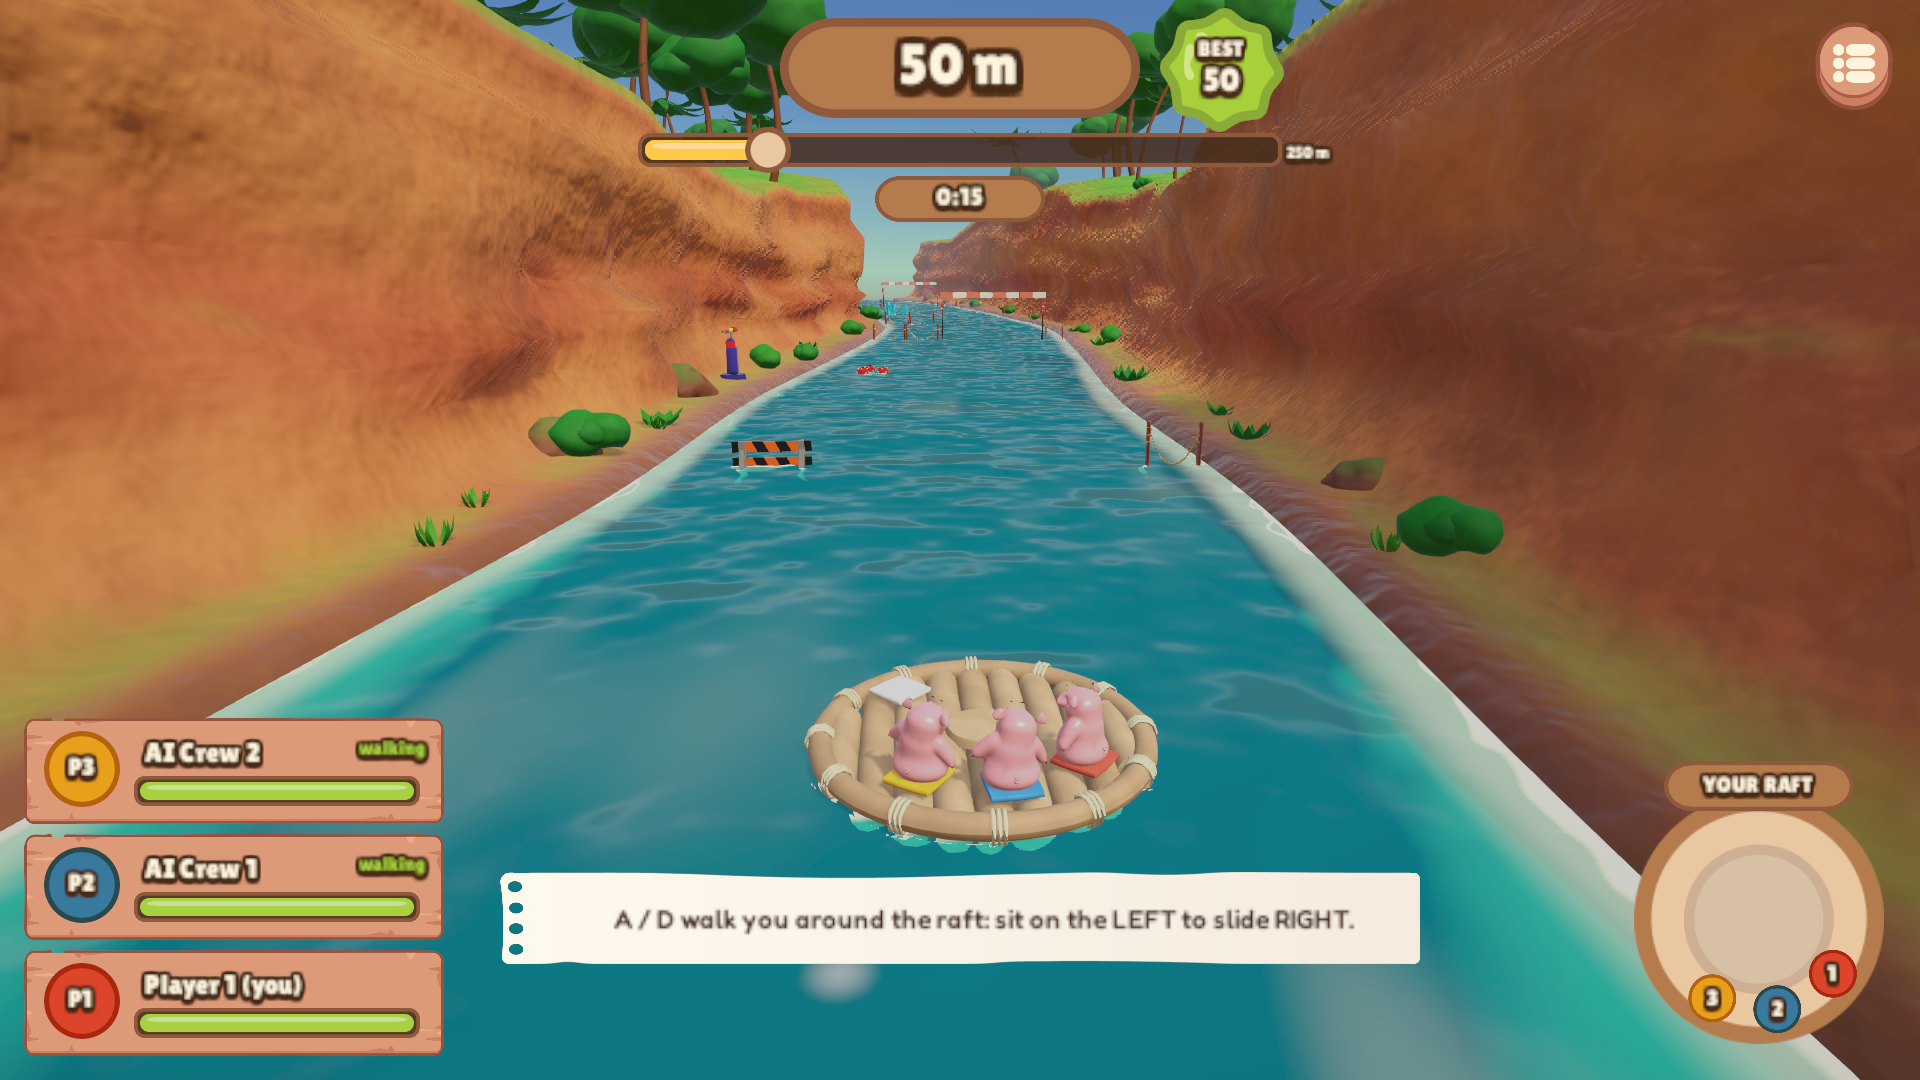 50 m
BEST
50
250 m
0:15
P3
AI Crew 2
walking
P2
AI Crew 1
walking
P1
Player 1 (you)
A / D walk you around the raft: sit on the LEFT to slide RIGHT.
YOUR RAFT
1
3
2